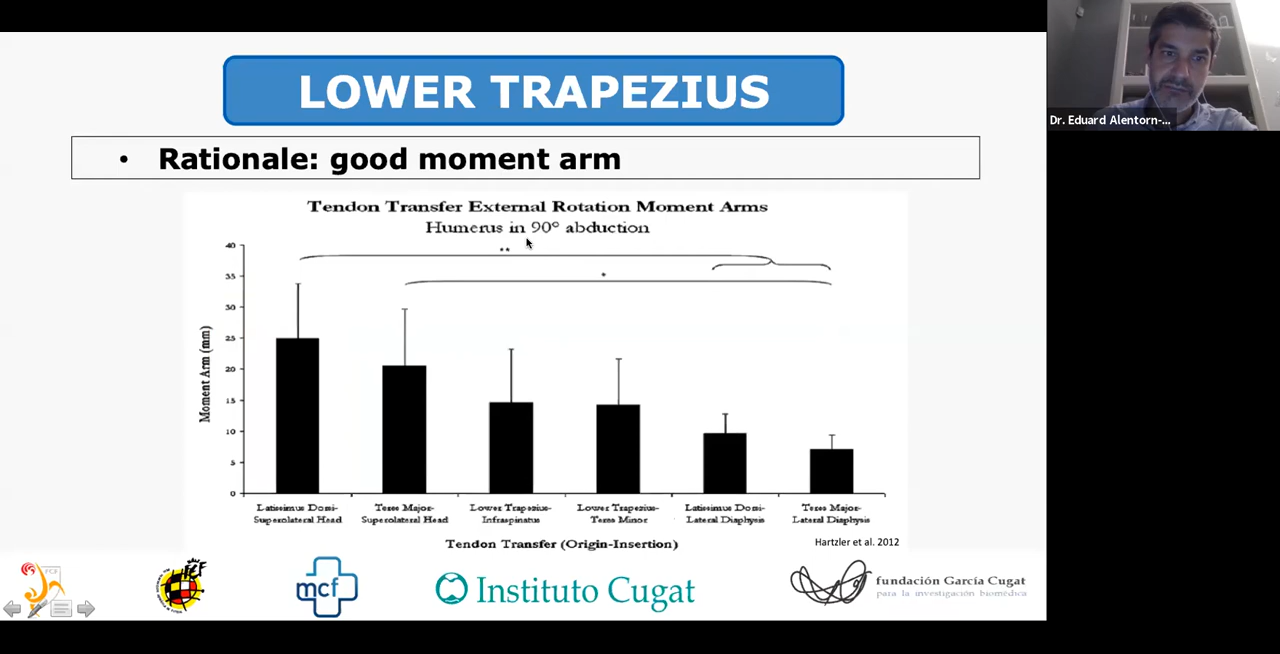 LOWER TRAPEZIUS
Dr. Eduard Alentorn-...
• Rationale: good moment arm
Tendon Transfer External Rotation Moment Arms
Humerus in 90° abduction
**
*
40
35
30
25
20
15
10
5
0
Moment Arm (mm)
Latissimus Dorsi-
Superolateral Head
Teres Major-
Superolateral Head
Lower Trapezius-
Infraspinatus
Lower Trapezius-
Teres Minor
Latissimus Dorsi-
Lateral Diaphysis
Teres Major-
Lateral Diaphysis
Tendon Transfer (Origin-Insertion)
Hartzler et al. 2012
mcf
Instituto Cugat
fundación García Cugat
para la investigación biomédica